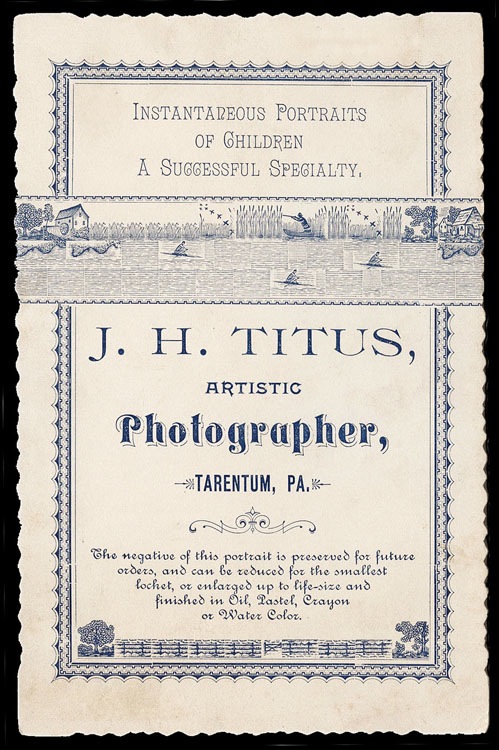 Instantaneous Portraits
of Children
A Successful Specialty.
J. H. TITUS,
ARTISTIC
Photographer,
TARENTUM, PA.
The negative of this portrait is preserved for future
orders, and can be reduced for the smallest
locket, or enlarged up to life-size and
finished in Oil, Pastel, Crayon
or Water Color.